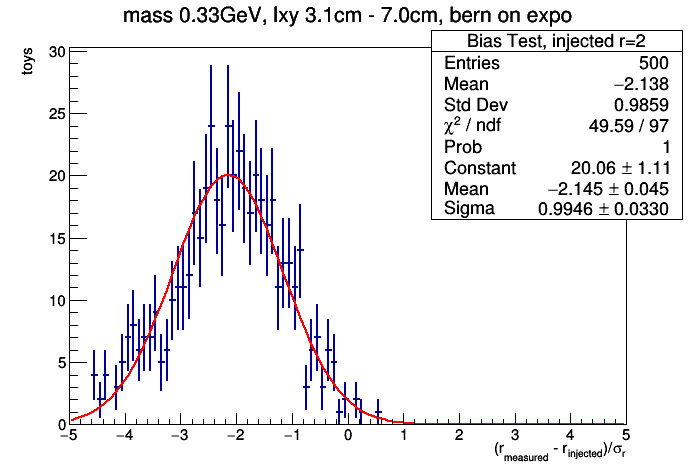 mass 0.33GeV, lxy 3.1cm - 7.0cm, bern on expo
Bias Test, injected r=2
Entries 500
Mean −2.138
Std Dev 0.9859
χ² / ndf 49.59 / 97
Prob 1
Constant 20.06 ± 1.11
Mean −2.145 ± 0.045
Sigma 0.9946 ± 0.0330
toys
30
25
20
15
10
5
0
−5 −4 −3 −2 −1 0 1 2 3 4 5
(r_measured - r_injected)/σ_r